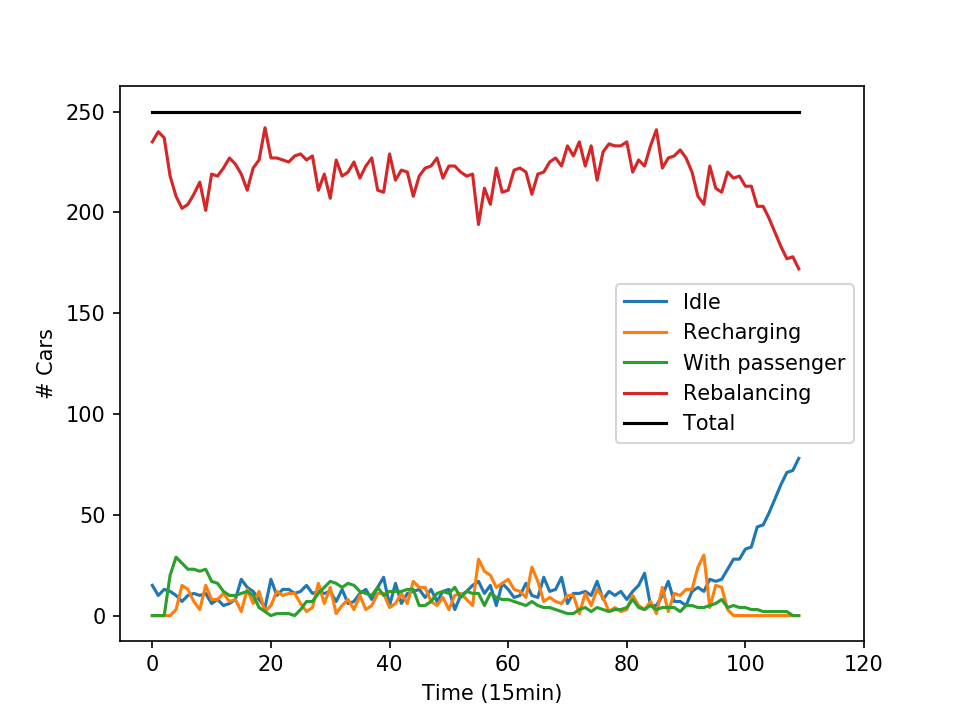 250
200
150
100
50
0
# Cars
Idle
Recharging
With passenger
Rebalancing
Total
0 20 40 60 80 100 120
Time (15min)